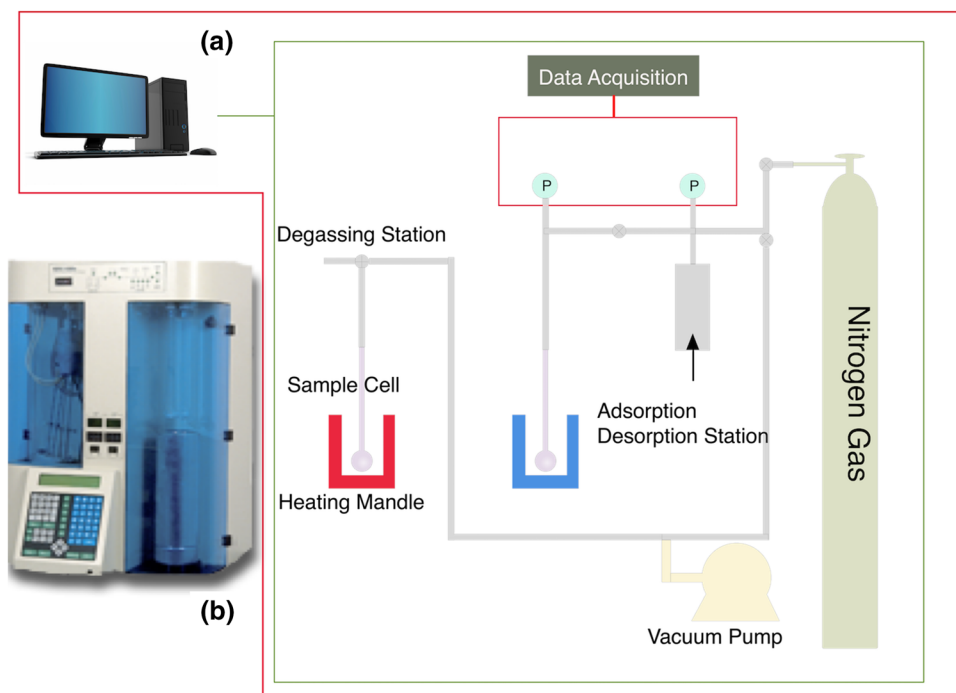 (a)
Data Acquisition
P
P
Degassing Station
Sample Cell
Adsorption
Desorption Station
Heating Mandle
Nitrogen Gas
(b)
Vacuum Pump